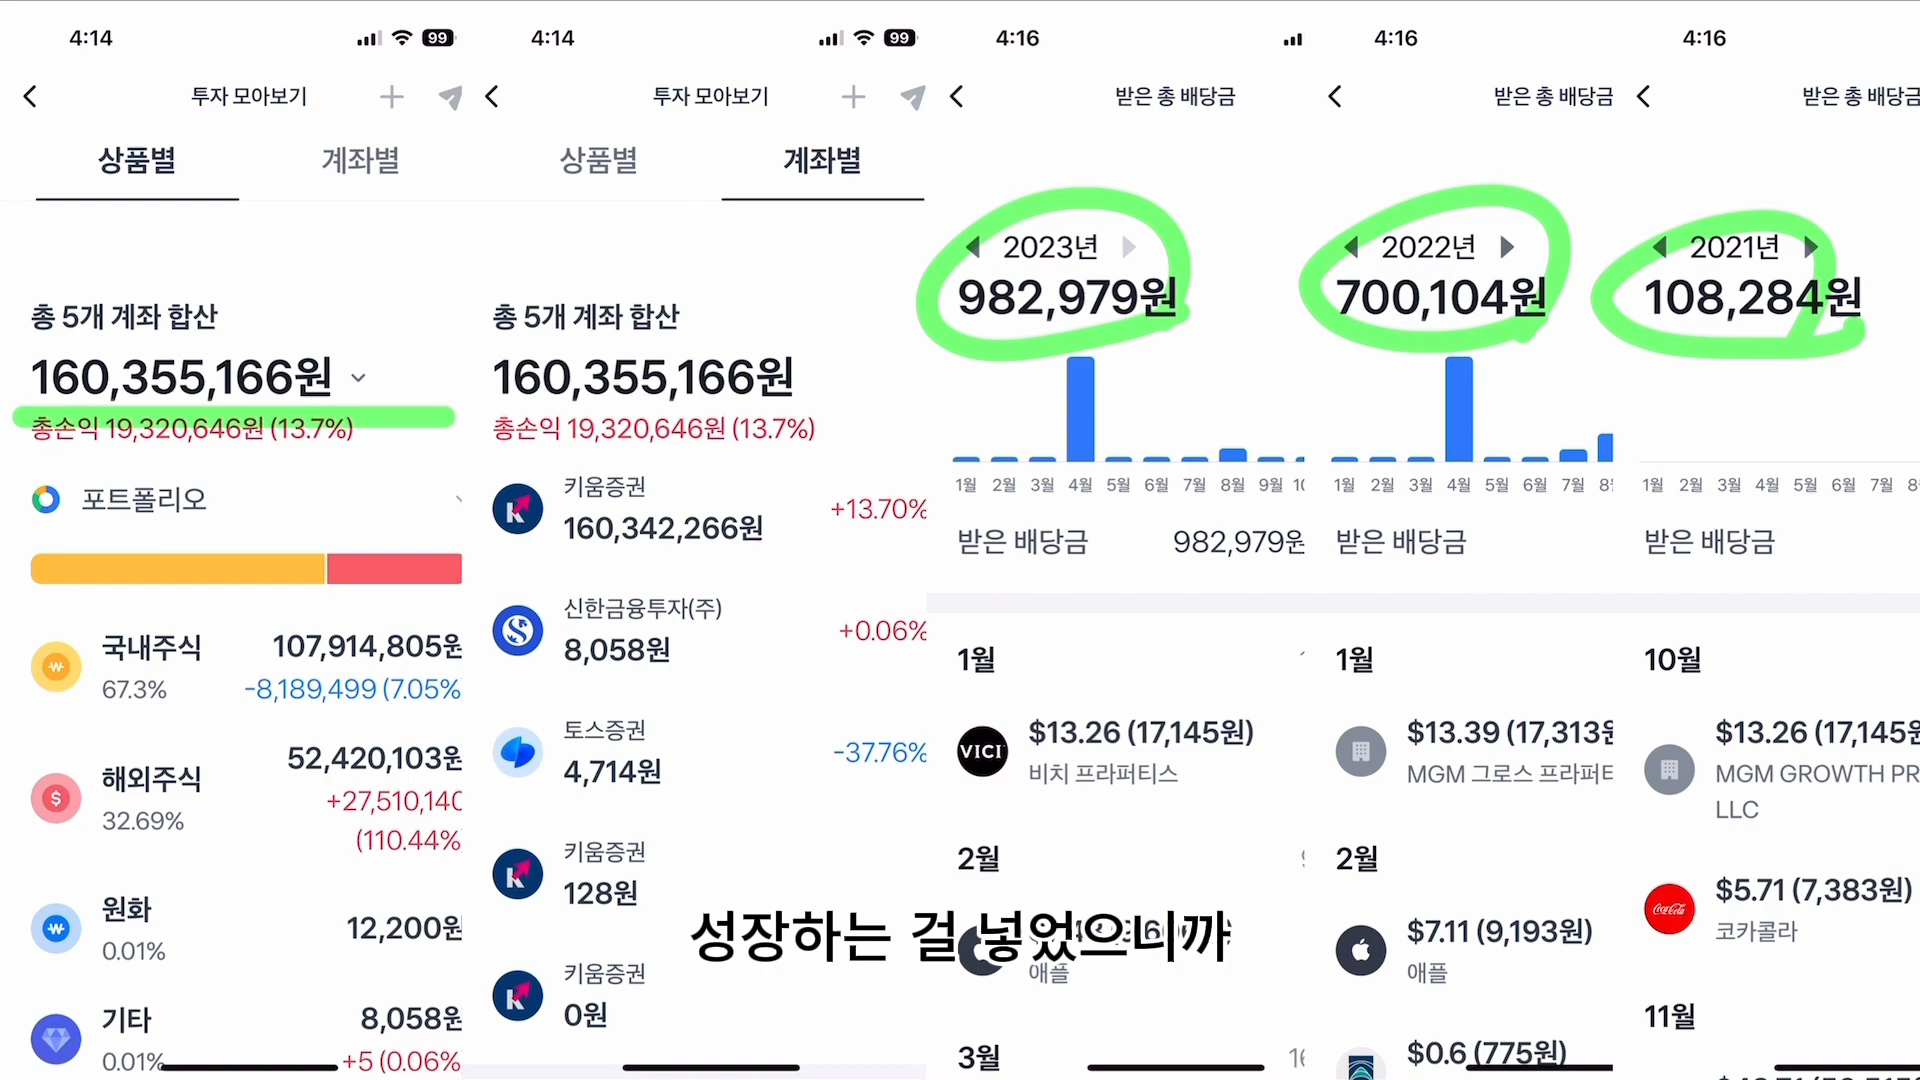 4:14
99
투자 모아보기
상품별
계좌별
총 5개 계좌 합산
160,355,166원
총손익 19,320,646원 (13.7%)
포트폴리오
국내주식
107,914,805원
67.3%
-8,189,499 (7.05%
해외주식
52,420,103원
32.69%
+27,510,140
(110.44%
원화
12,200원
0.01%
기타
8,058원
0.01%
+5 (0.06%
4:14
99
투자 모아보기
상품별
계좌별
총 5개 계좌 합산
160,355,166원
총손익 19,320,646원 (13.7%)
키움증권
160,342,266원
+13.70%
신한금융투자(주)
8,058원
+0.06%
토스증권
4,714원
-37.76%
키움증권
128원
키움증권
0원
4:16
받은 총 배당금
2023년
982,979원
1월 2월 3월 4월 5월 6월 7월 8월 9월
받은 배당금
982,979원
1월
VICI
$13.26 (17,145원)
비치 프라퍼티스
2월
애플
3월
4:16
받은 총 배당금
2022년
700,104원
1월 2월 3월 4월 5월 6월 7월
받은 배당금
1월
$13.39 (17,313원
MGM 그로스 프라퍼티
2월
$7.11 (9,193원)
애플
$0.6 (775원)
4:16
받은 총 배당금
2021년
108,284원
1월 2월 3월 4월 5월 6월 7월
받은 배당금
10월
$13.26 (17,145원
MGM GROWTH PR
LLC
Coca-Cola
$5.71 (7,383원)
코카콜라
11월
성장하는 걸 넣었으니까